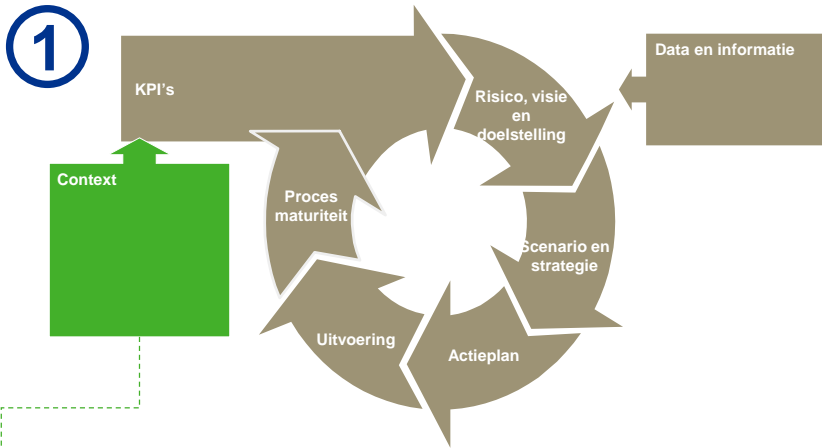 1
KPI's
Risico, visie
en
doelstelling
Data en informatie
Context
Proces
maturiteit
Scenario en
strategie
Uitvoering
Actieplan